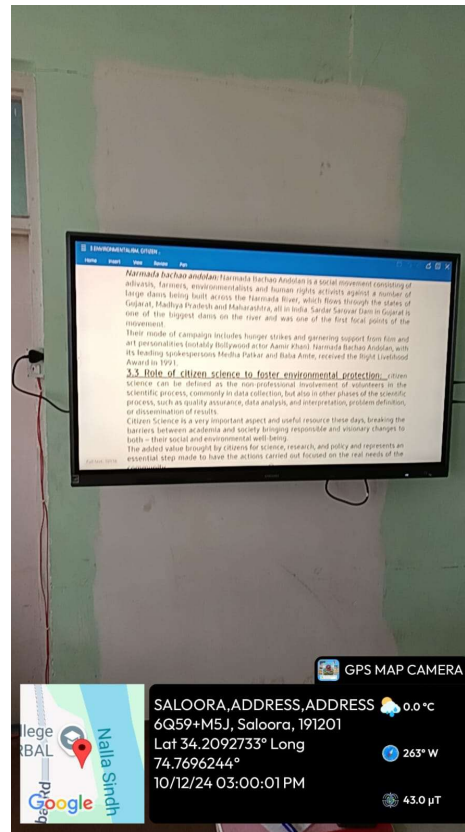 3 ENVIRONMENTALISM, CITIZEN ..
Home Insert View Review Pen
Narmada bachao andolan: Narmada Bachao Andolan is a social movement consisting of
adivasis, farmers, environmentalists and human rights activists against a number of
large dams being built across the Narmada River, which flows through the states of
Gujarat, Madhya Pradesh and Maharashtra, all in India. Sardar Sarovar Dam in Gujarat is
one of the biggest dams on the river and was one of the first focal points of the
movement.
Their mode of campaign includes hunger strikes and garnering support from film and
art personalities (notably Bollywood actor Aamir Khan). Narmada Bachao Andolan, with
its leading spokespersons Medha Patkar and Baba Amte, received the Right Livelihood
Award in 1991.
3.3 Role of citizen science to foster environmental protection: citizen
science can be defined as the non-professional involvement of volunteers in the
scientific process, commonly in data collection, but also in other phases of the scientific
process, such as quality assurance, data analysis, and interpretation, problem definition,
or dissemination of results.
Citizen Science is a very important aspect and useful resource these days, breaking the
barriers between academia and society bringing responsible and visionary changes to
both – their social and environmental well-being.
The added value brought by citizens for science, research, and policy and represents an
essential step made to have the actions carried out focused on the real needs of the
community
GPS MAP CAMERA
SALOORA,ADDRESS,ADDRESS
6Q59+M5J, Saloora, 191201
Lat 34.2092733° Long
74.7696244°
10/12/24 03:00:01 PM
0.0 °C
263° W
43.0 µT
llege
RBAL
Nalla Sindh
Google